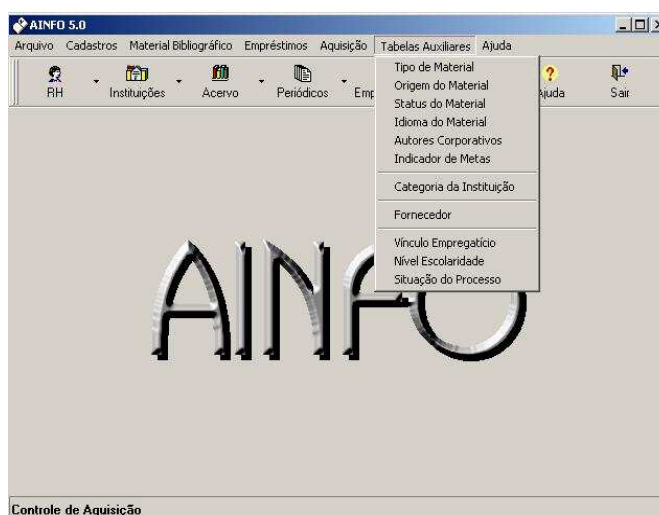 AINFO 5.0
Arquivo Cadastros Material Bibliográfico Empréstimos Aquisição Tabelas Auxiliares Ajuda
RH Instituições Acervo Periódicos Sair
Tipo de Material
Origem do Material
Status do Material
Idioma do Material
Autores Corporativos
Indicador de Metas
Categoria da Instituição
Fornecedor
Vínculo Empregatício
Nível Escolaridade
Situação do Processo
AINFO
Controle de Aquisição